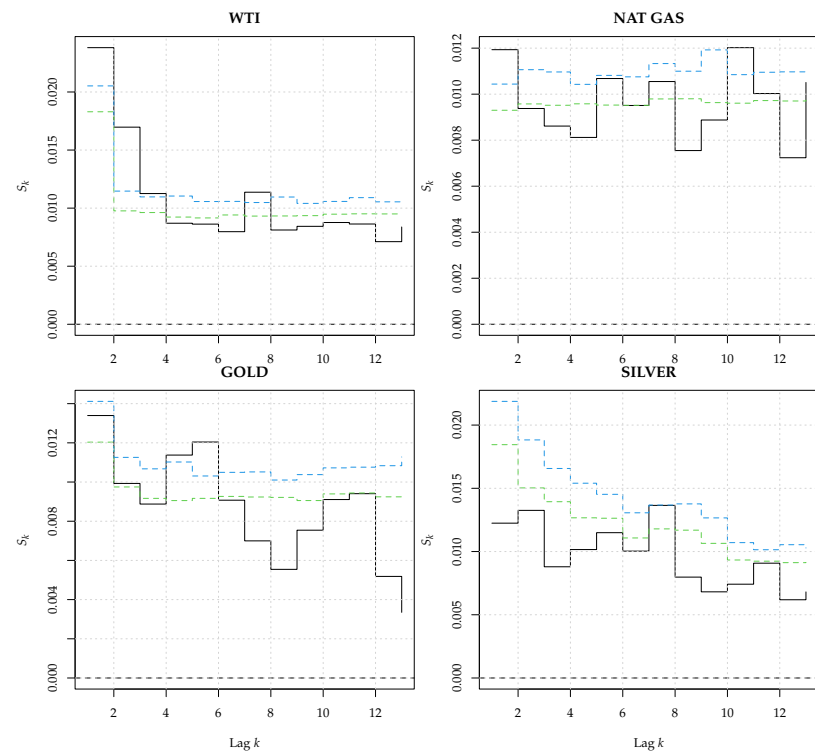 WTI
NAT GAS
0.000 0.005 0.010 0.015 0.020
S_k
2 4 6 8 10 12
0.000 0.002 0.004 0.006 0.008 0.010 0.012
S_k
2 4 6 8 10 12
GOLD
SILVER
0.000 0.004 0.008 0.012
S_k
2 4 6 8 10 12
Lag k
0.000 0.005 0.010 0.015 0.020
S_k
2 4 6 8 10 12
Lag k